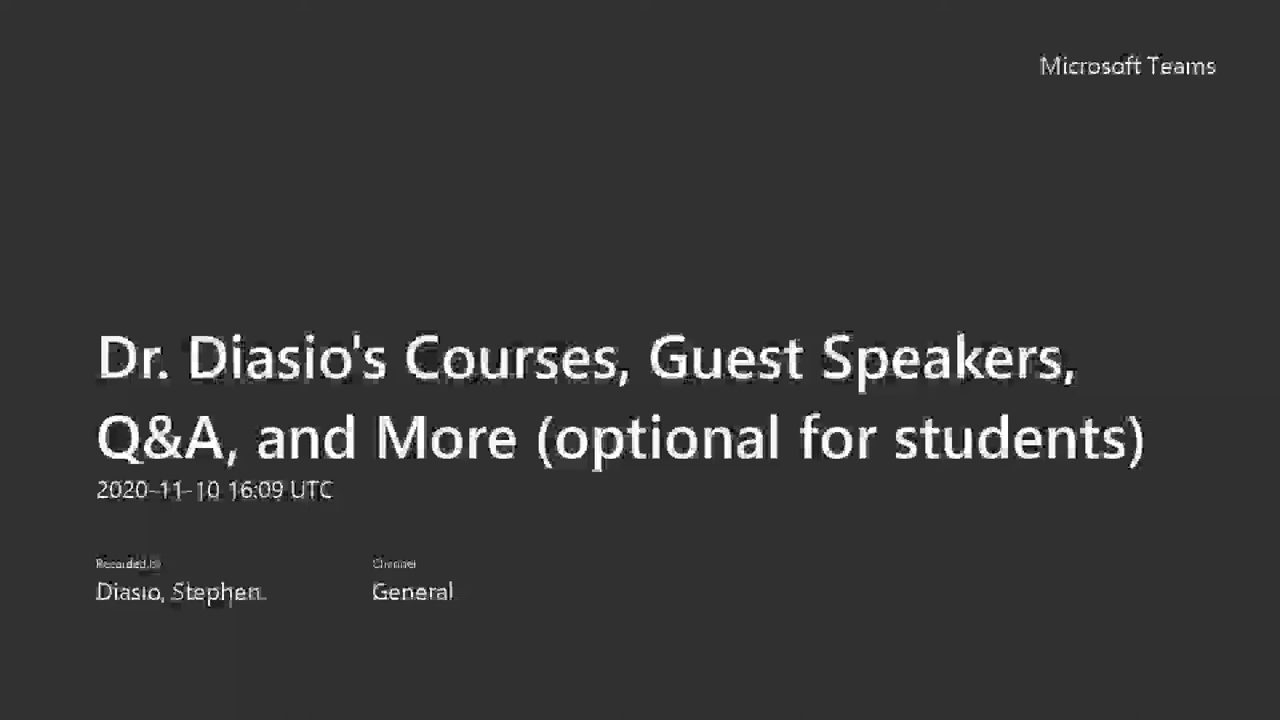 Microsoft Teams
Dr. Diasio's Courses, Guest Speakers,
Q&A, and More (optional for students)
2020-11-10 16:09 UTC
Recorded by
Channel
Diasio, Stephen
General